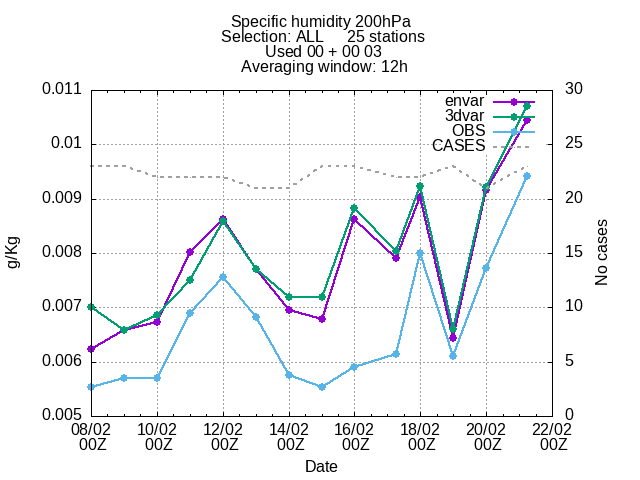 Specific humidity 200hPa
Selection: ALL 25 stations
Used 00 + 00 03
Averaging window: 12h
0.011
0.01
0.009
0.008
0.007
0.006
0.005
g/Kg
30
25
20
15
10
5
0
No cases
envar
3dvar
OBS
CASES
08/02 10/02 12/02 14/02 16/02 18/02 20/02 22/02
00Z 00Z 00Z 00Z 00Z 00Z 00Z 00Z
Date